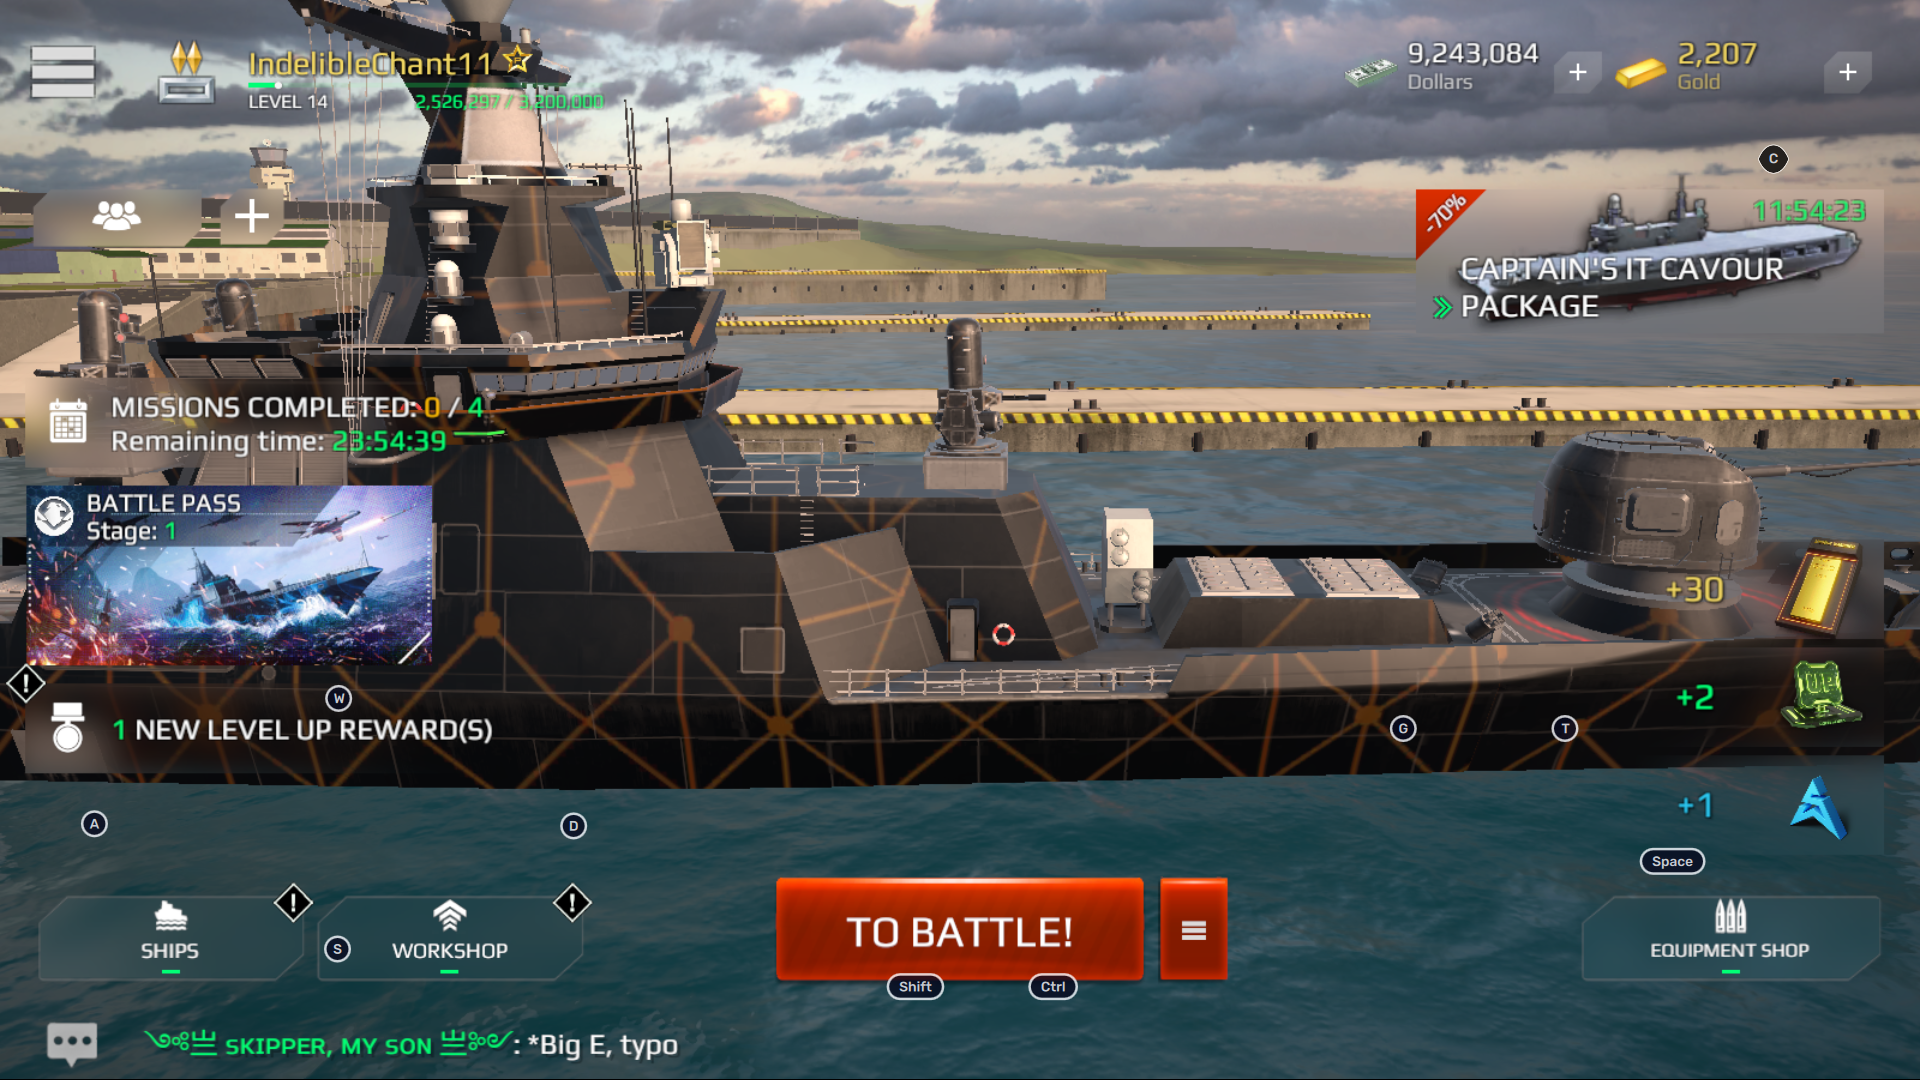 IndelibleChant11
LEVEL 14
2,526,297 / 3,200,000
9,243,084
Dollars
+
2,207
Gold
+
C
-70%
11:54:23
CAPTAIN'S IT CAVOUR
PACKAGE
MISSIONS COMPLETED: 0 / 4
Remaining time: 23:54:39
BATTLE PASS
Stage: 1
+30
+2
UP
+1
W
1 NEW LEVEL UP REWARD(S)
G
T
A
D
Space
SHIPS
S
WORKSHOP
TO BATTLE!
EQUIPMENT SHOP
Shift
Ctrl
SKIPPER, MY SON : *Big E, typo